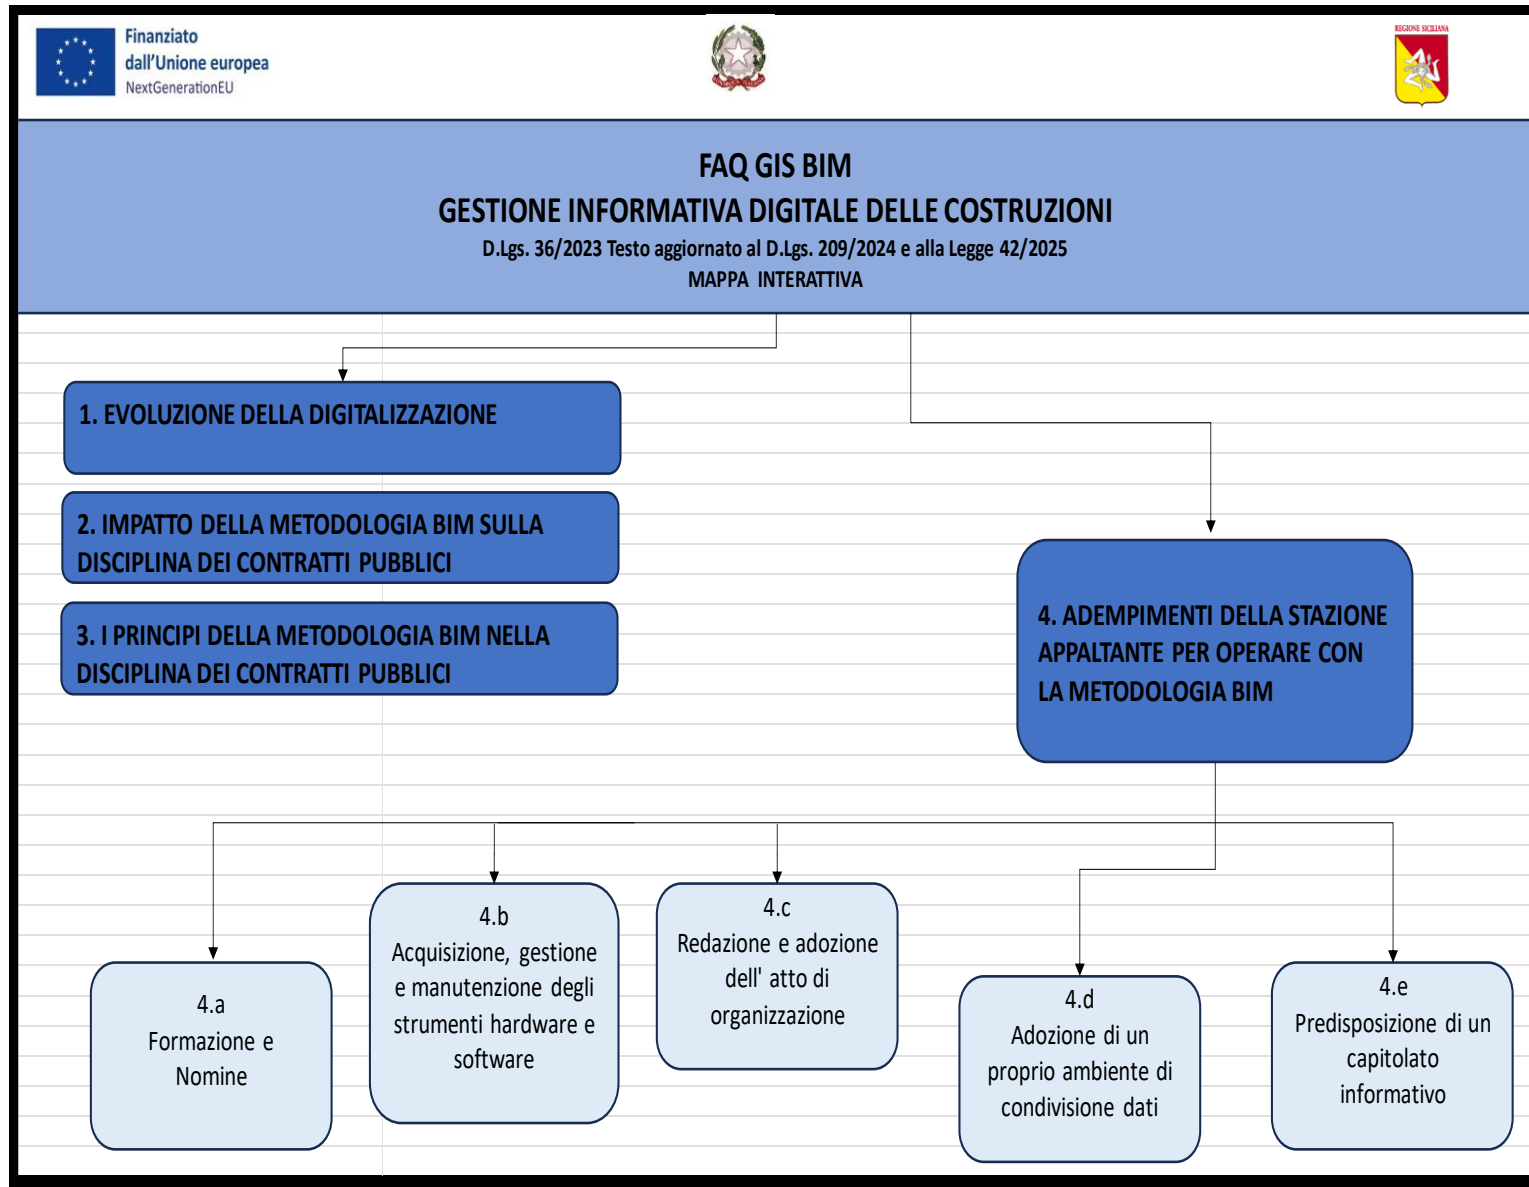 Finanziato
dall'Unione europea
NextGenerationEU
REGIONE SICILIANA
FAQ GIS BIM
GESTIONE INFORMATIVA DIGITALE DELLE COSTRUZIONI
D.Lgs. 36/2023 Testo aggiornato al D.Lgs. 209/2024 e alla Legge 42/2025
MAPPA INTERATTIVA
1. EVOLUZIONE DELLA DIGITALIZZAZIONE
2. IMPATTO DELLA METODOLOGIA BIM SULLA
DISCIPLINA DEI CONTRATTI PUBBLICI
3. I PRINCIPI DELLA METODOLOGIA BIM NELLA
DISCIPLINA DEI CONTRATTI PUBBLICI
4. ADEMPIMENTI DELLA STAZIONE
APPALTANTE PER OPERARE CON
LA METODOLOGIA BIM
4.a
Formazione e
Nomine
4.b
Acquisizione, gestione
e manutenzione degli
strumenti hardware e
software
4.c
Redazione e adozione
dell' atto di
organizzazione
4.d
Adozione di un
proprio ambiente di
condivisione dati
4.e
Predisposizione di un
capitolato
informativo